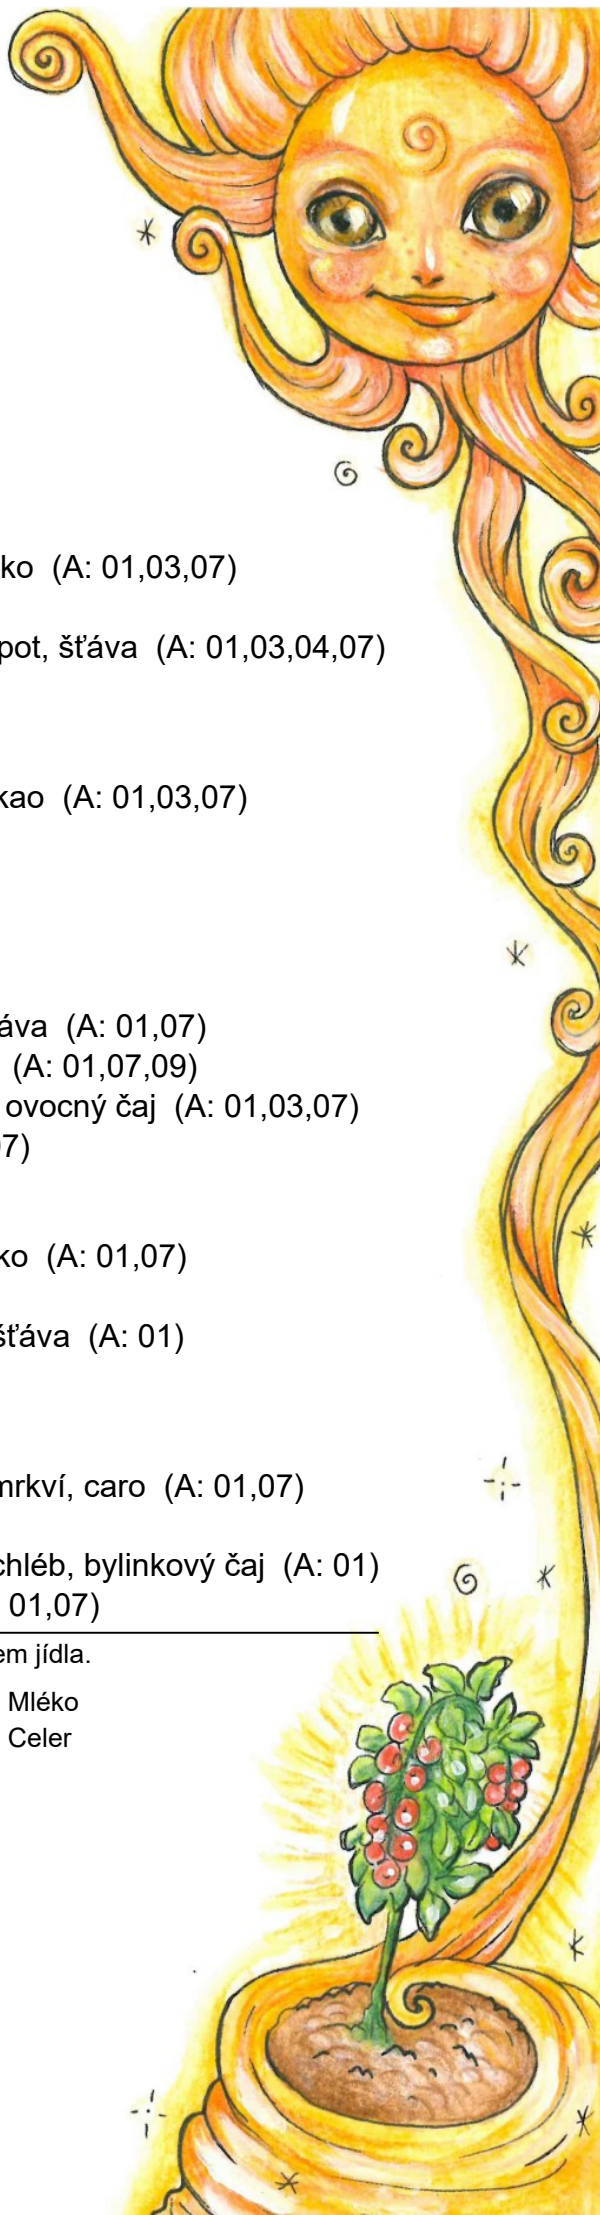 ko (A: 01,03,07)
pot, šťáva (A: 01,03,04,07)
kao (A: 01,03,07)
áva (A: 01,07)
(A: 01,07,09)
ovocný čaj (A: 01,03,07)
7)
ko (A: 01,07)
šťáva (A: 01)
mrkví, caro (A: 01,07)
chléb, bylinkový čaj (A: 01)
01,07)
em jídla.
Mléko
Celer